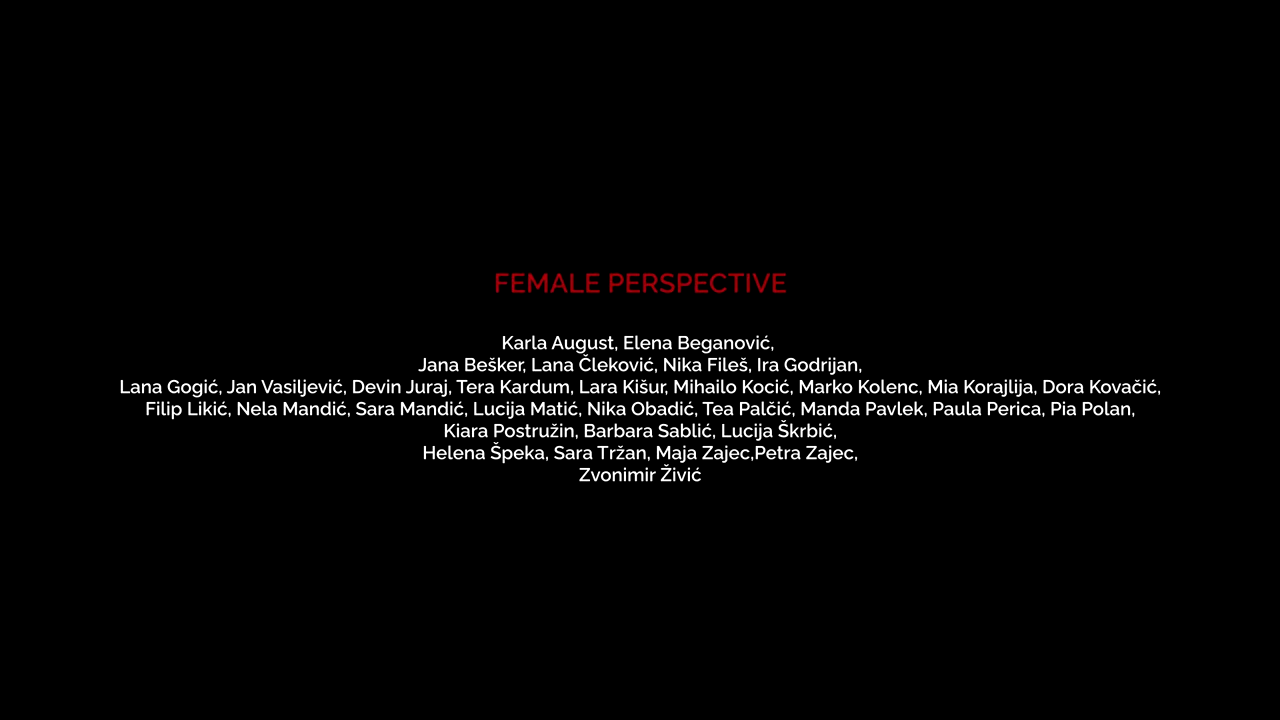 FEMALE PERSPECTIVE
Karla August, Elena Beganović,
Jana Bešker, Lana Čleković, Nika Fileš, Ira Godrijan,
Lana Gogić, Jan Vasiljević, Devin Juraj, Tera Kardum, Lara Kišur, Mihailo Kocić, Marko Kolenc, Mia Korajlija, Dora Kovačić,
Filip Likić, Nela Mandić, Sara Mandić, Lucija Matić, Nika Obadić, Tea Palčić, Manda Pavlek, Paula Perica, Pia Polan,
Kiara Postružin, Barbara Sablić, Lucija Škrbić,
Helena Špeka, Sara Tržan, Maja Zajec,Petra Zajec,
Zvonimir Živić